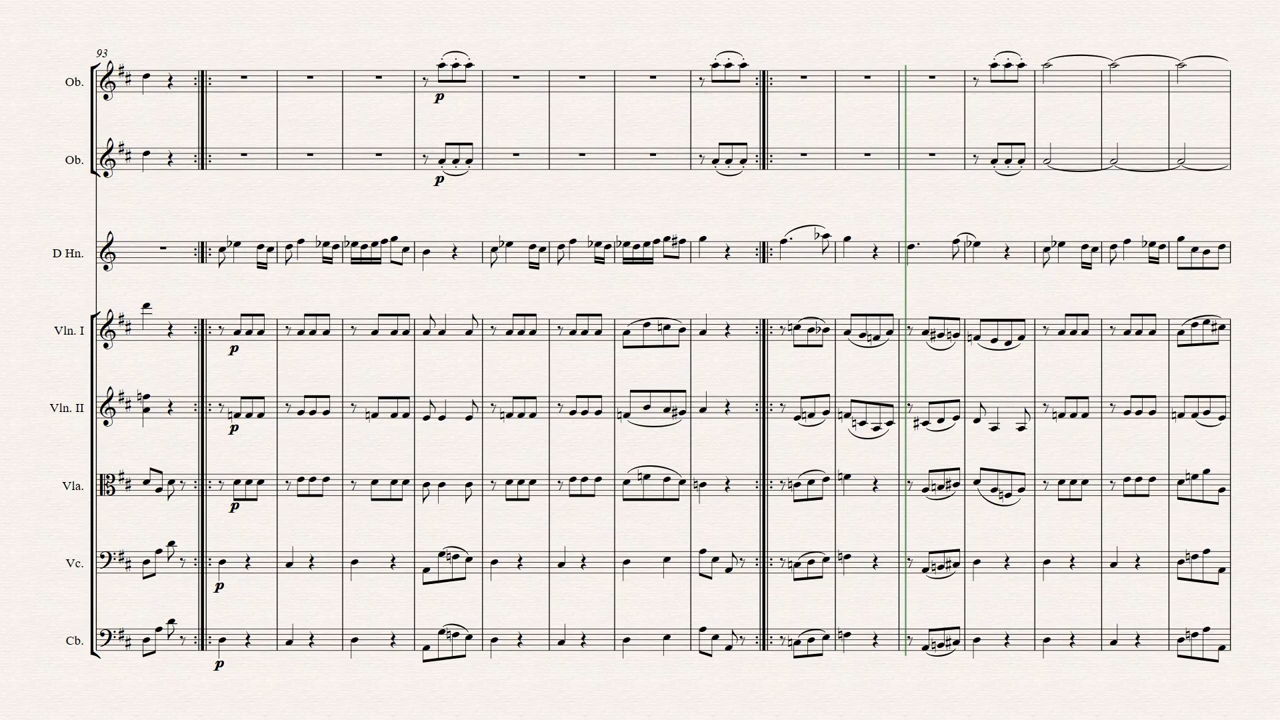 93
Ob.
p
Ob.
p
D Hn.
Vln. I
p
Vln. II
p
Vla.
p
Vc.
p
Cb.
p